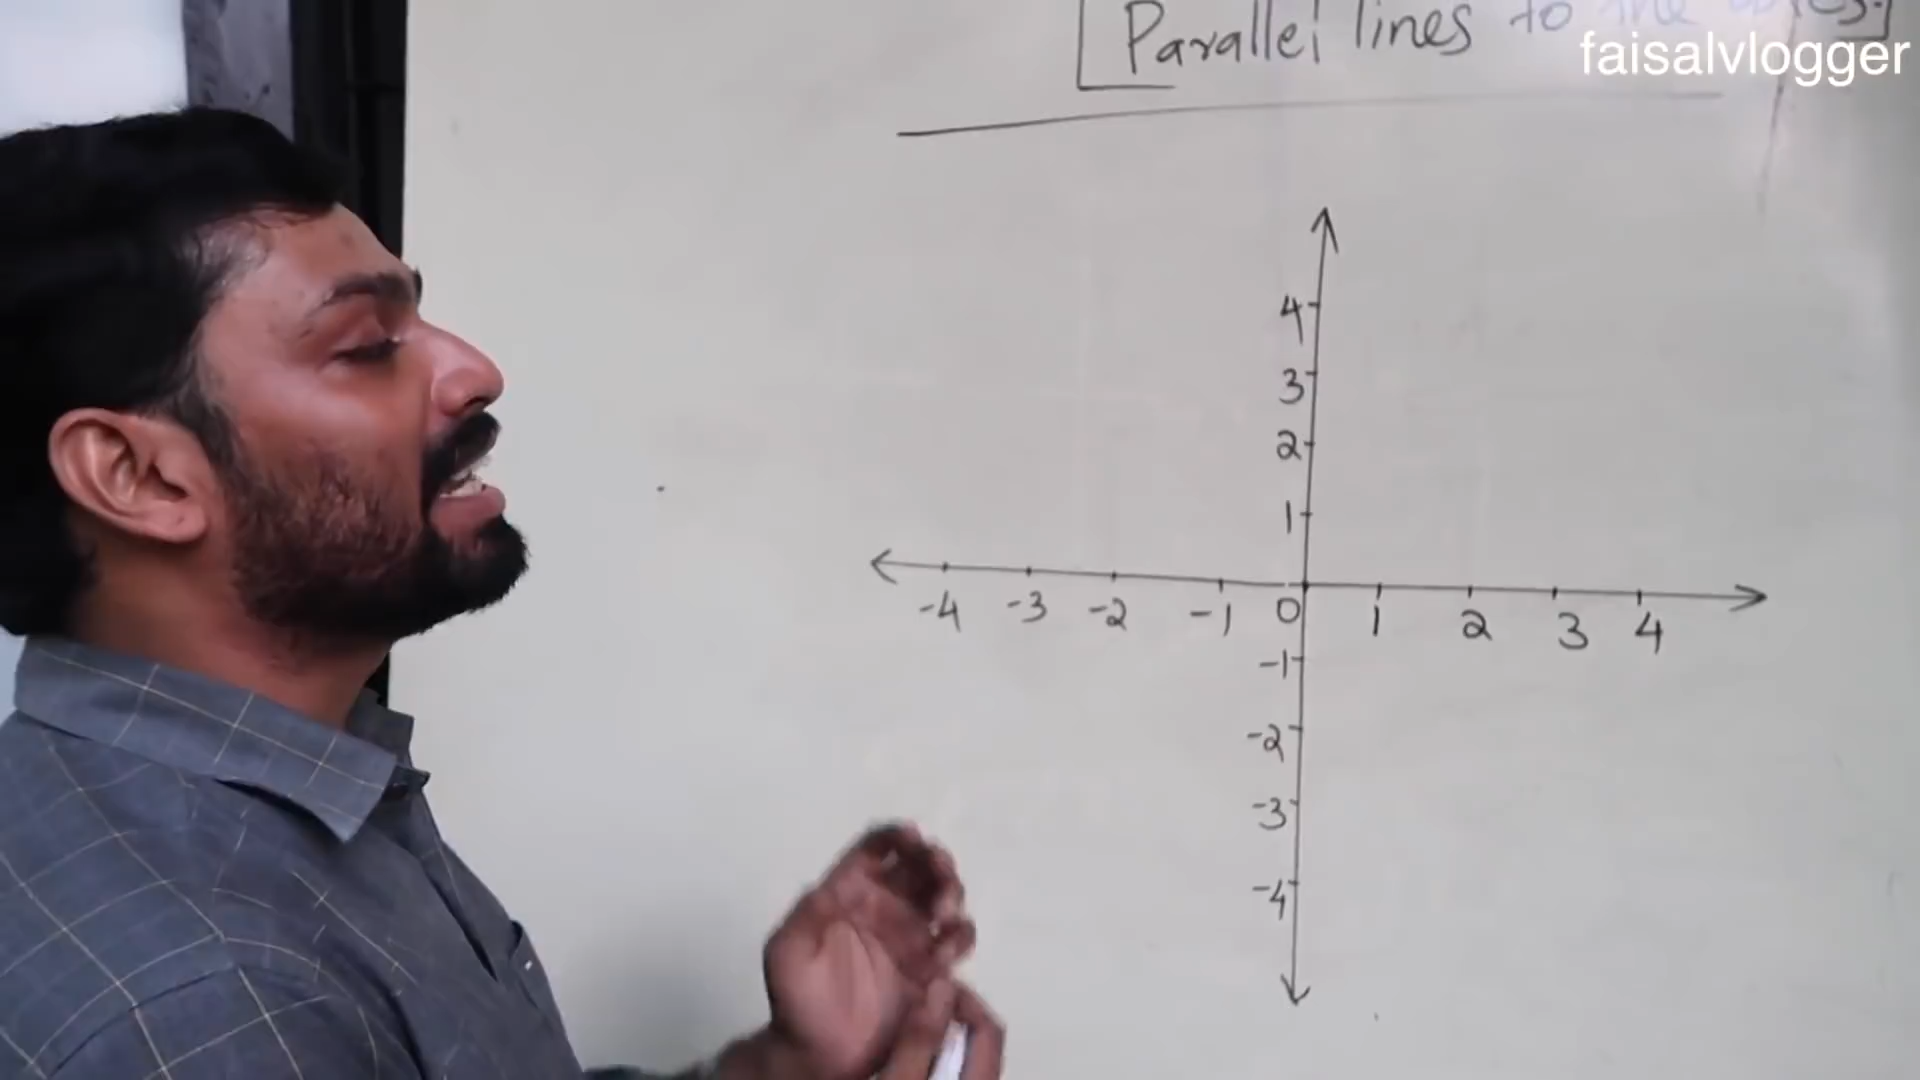 Parallel lines to the axes.
faisalvlogger
4
3
2
1
-4 -3 -2 -1 0 1 2 3 4
-1
-2
-3
-4